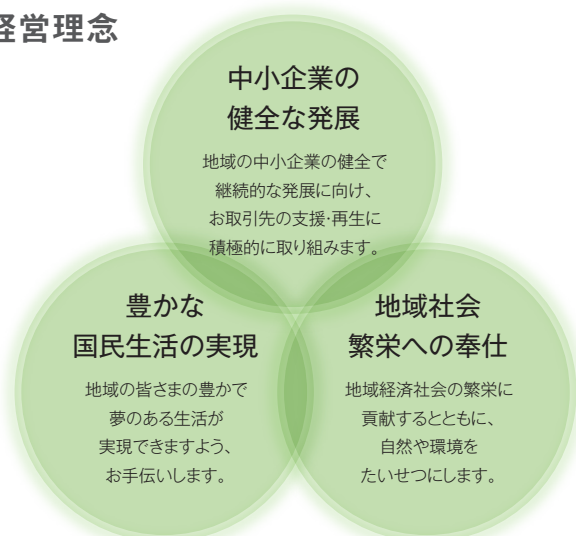 経営理念
中小企業の
健全な発展
地域の中小企業の健全で
継続的な発展に向け、
お取引先の支援・再生に
積極的に取り組みます。
豊かな
国民生活の実現
地域の皆さまの豊かで
夢のある生活が
実現できますよう、
お手伝いします。
地域社会
繁栄への奉仕
地域経済社会の繁栄に
貢献するとともに、
自然や環境を
たいせつにします。